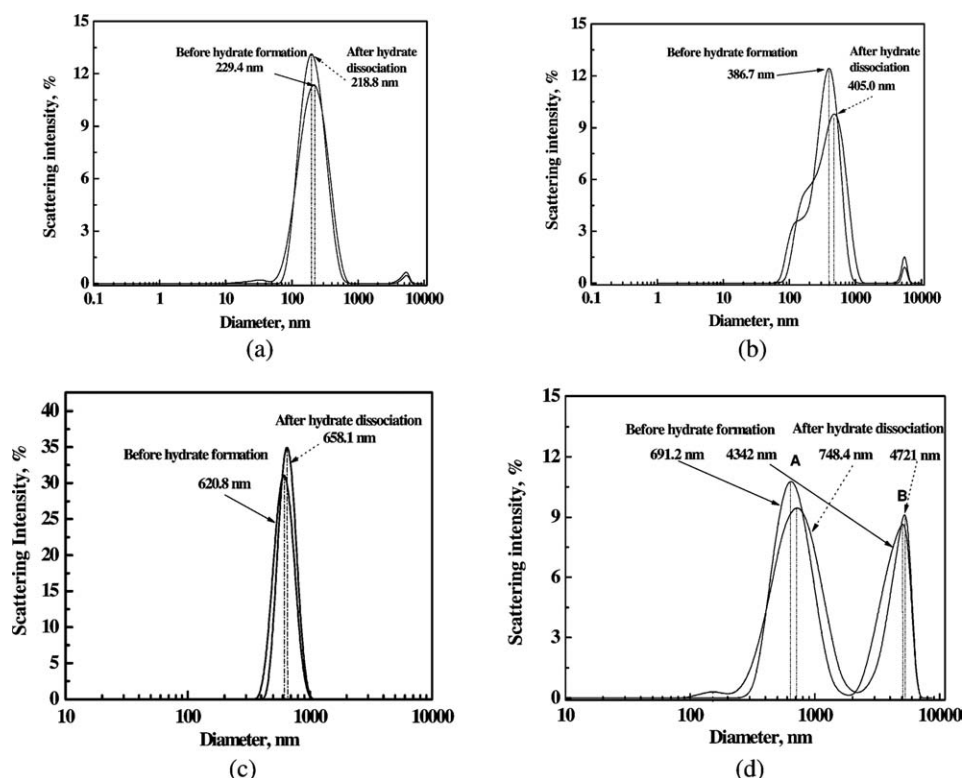 15
12
9
6
3
0
Scattering intensity, %
Before hydrate formation
229.4 nm
After hydrate
dissociation
218.8 nm
0.1 1 10 100 1000 10000
Diameter, nm
(a)
15
12
9
6
3
0
Scattering intensity, %
Before hydrate formation
386.7 nm
After hydrate
dissociation
405.0 nm
0.1 1 10 100 1000 10000
Diameter, nm
(b)
40
35
30
25
20
15
10
5
0
Scattering Intensity, %
After hydrate dissociation
658.1 nm
Before hydrate formation
620.8 nm
10 100 1000 10000
Diameter, nm
(c)
15
12
9
6
3
0
Scattering intensity, %
Before hydrate formation After hydrate dissociation
691.2 nm 4342 nm A 748.4 nm 4721 nm
B
10 100 1000 10000
Diameter, nm
(d)